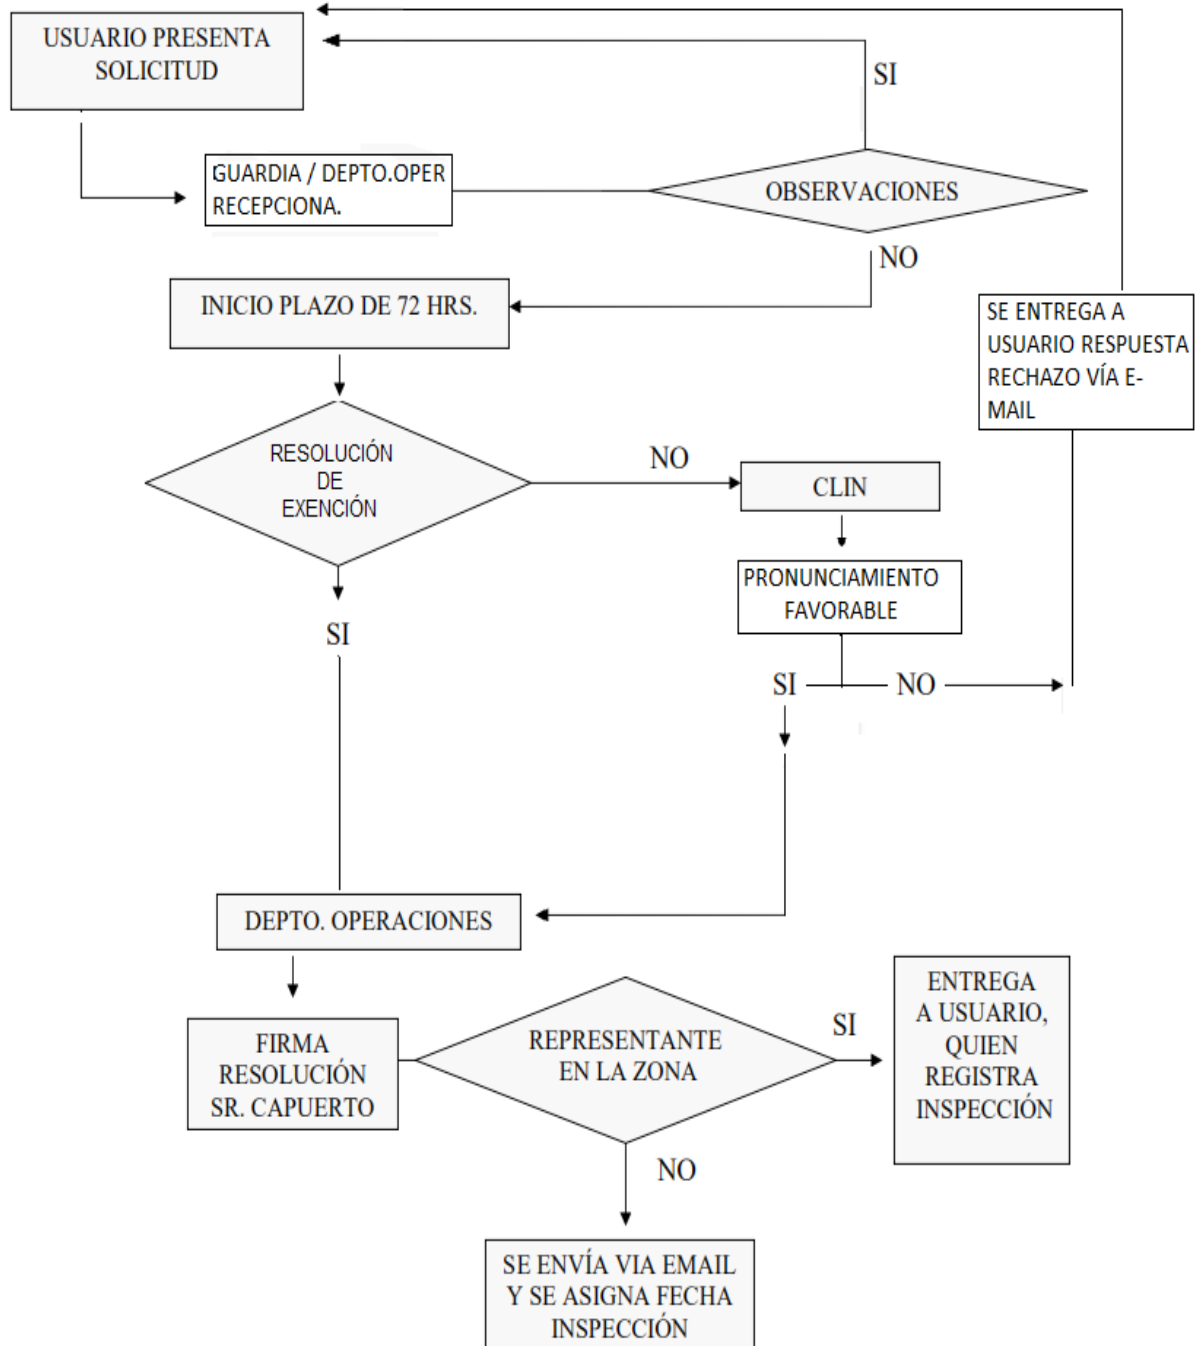 USUARIO PRESENTA
SOLICITUD
SI
GUARDIA / DEPTO.OPER
RECEPCIONA.
OBSERVACIONES
NO
INICIO PLAZO DE 72 HRS.
SE ENTREGA A
USUARIO RESPUESTA
RECHAZO VÍA E-
MAIL
RESOLUCIÓN
DE
EXENCIÓN
NO
CLIN
PRONUNCIAMIENTO
FAVORABLE
SI
SI
NO
DEPTO. OPERACIONES
FIRMA
RESOLUCIÓN
SR. CAPUERTO
REPRESENTANTE
EN LA ZONA
SI
ENTREGA
A USUARIO,
QUIEN
REGISTRA
INSPECCIÓN
NO
SE ENVÍA VIA EMAIL
Y SE ASIGNA FECHA
INSPECCIÓN